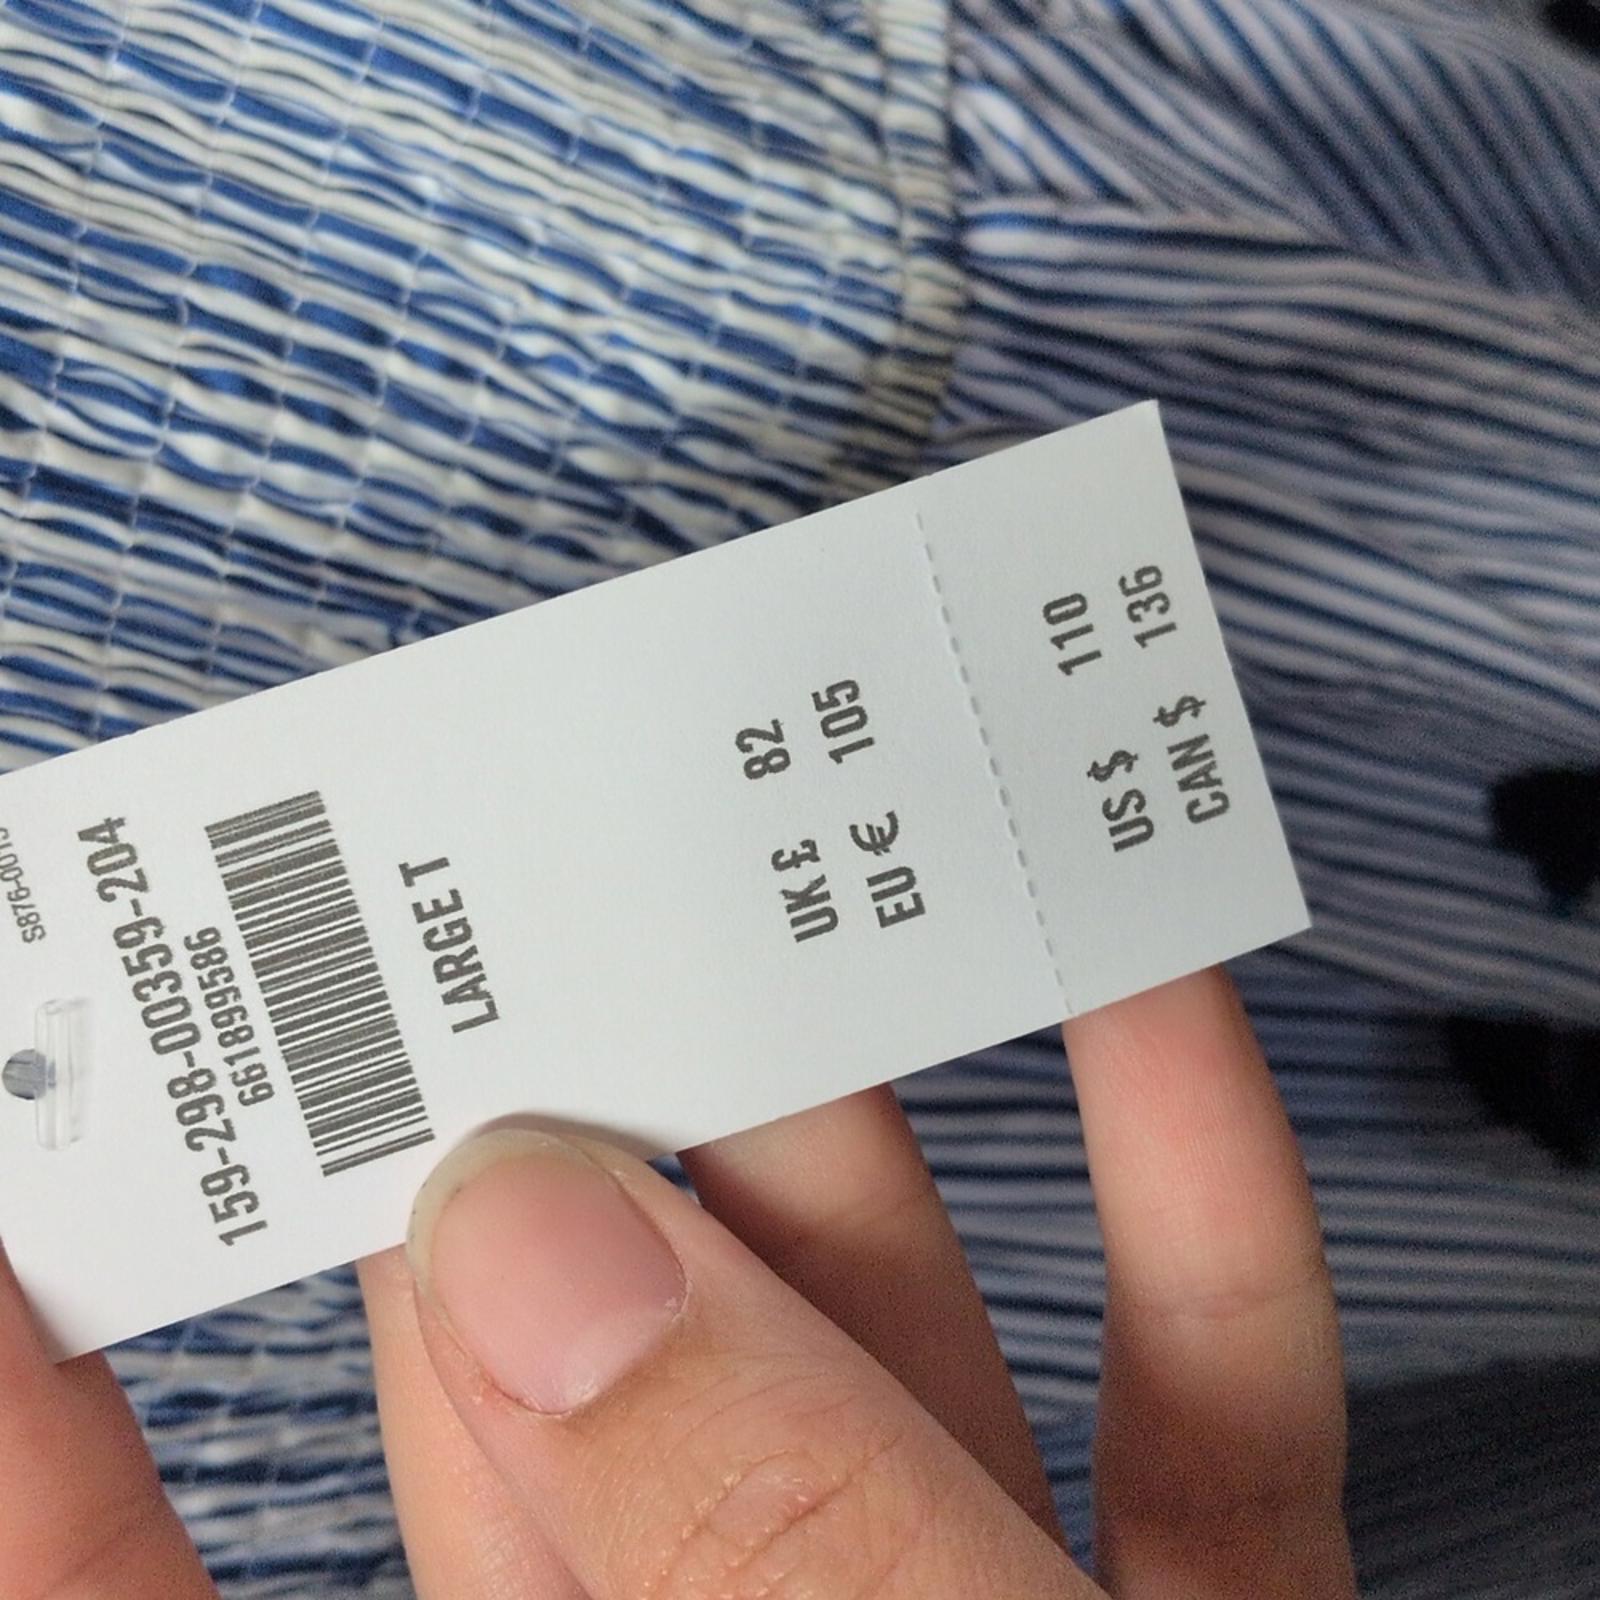 159-298-00359-204
661899586
LARGE T
UK £ 82
EU € 105
US $ 110
CAN $ 136